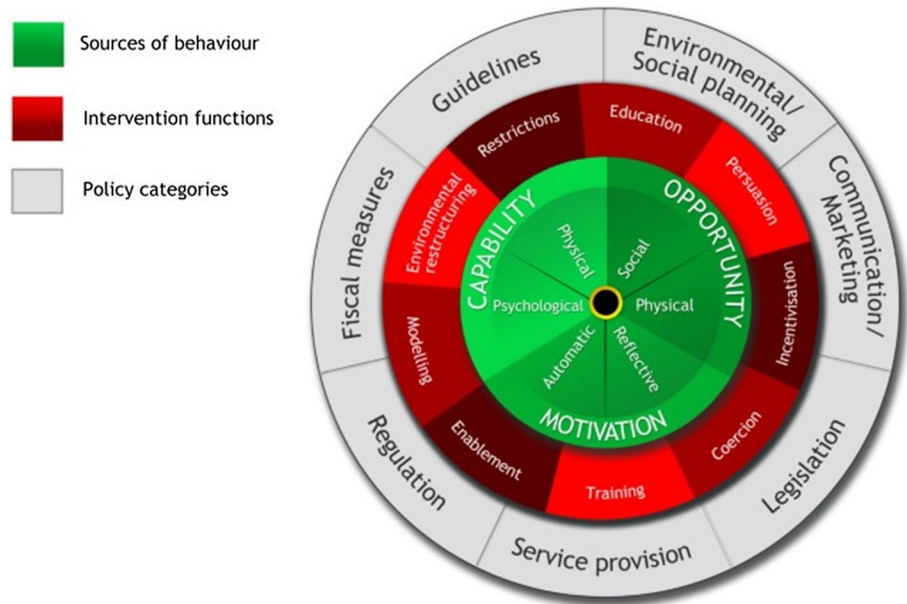 Sources of behaviour
Intervention functions
Policy categories
Guidelines
Environmental/
Social planning
Communication/
Marketing
Legislation
Service provision
Regulation
Fiscal measures
Restrictions
Education
Persuasion
Incentivisation
Coercion
Training
Enablement
Modelling
Environmental
restructuring
CAPABILITY
OPPORTUNITY
MOTIVATION
Physical
Social
Physical
Reflective
Automatic
Psychological